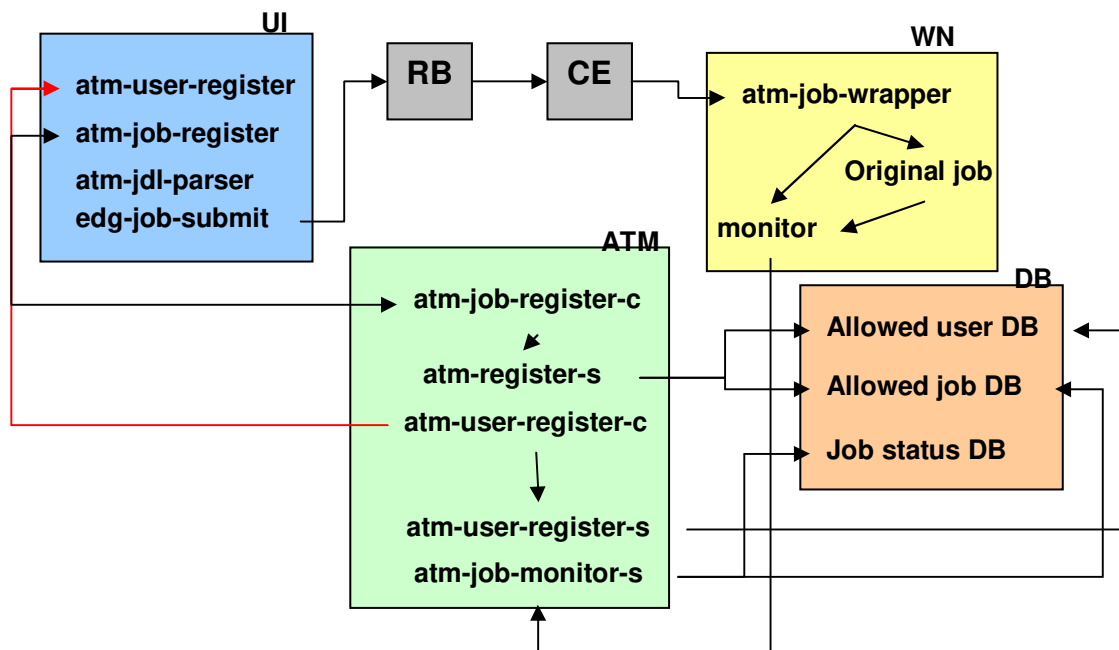 UI
atm-user-register
atm-job-register
atm-jdl-parser
edg-job-submit
RB
CE
WN
atm-job-wrapper
Original job
monitor
ATM
atm-job-register-c
atm-register-s
atm-user-register-c
atm-user-register-s
atm-job-monitor-s
DB
Allowed user DB
Allowed job DB
Job status DB